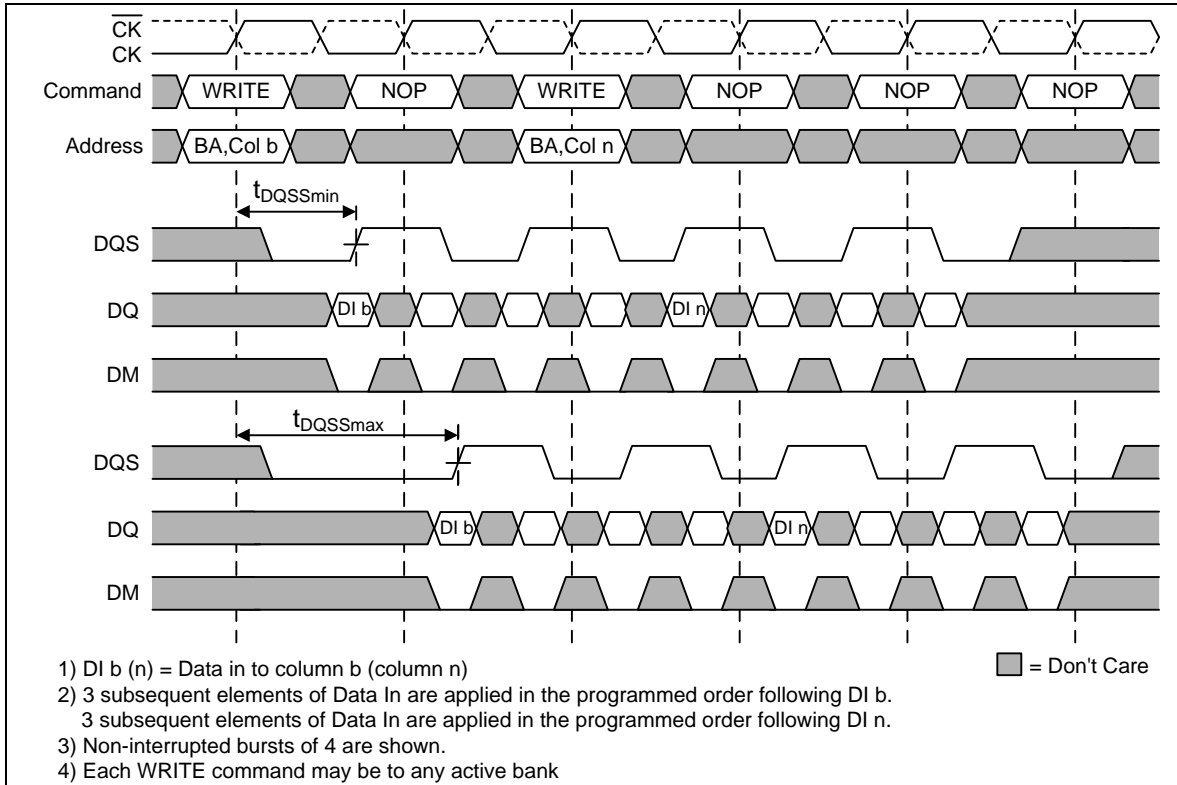 CK
CK
Command WRITE NOP WRITE NOP NOP NOP
Address BA,Col b BA,Col n
tDQSSmin
DQS
DQ DI b DI n
DM
tDQSSmax
DQS
DQ DI b DI n
DM
1) DI b (n) = Data in to column b (column n)
= Don't Care
2) 3 subsequent elements of Data In are applied in the programmed order following DI b.
3 subsequent elements of Data In are applied in the programmed order following DI n.
3) Non-interrupted bursts of 4 are shown.
4) Each WRITE command may be to any active bank